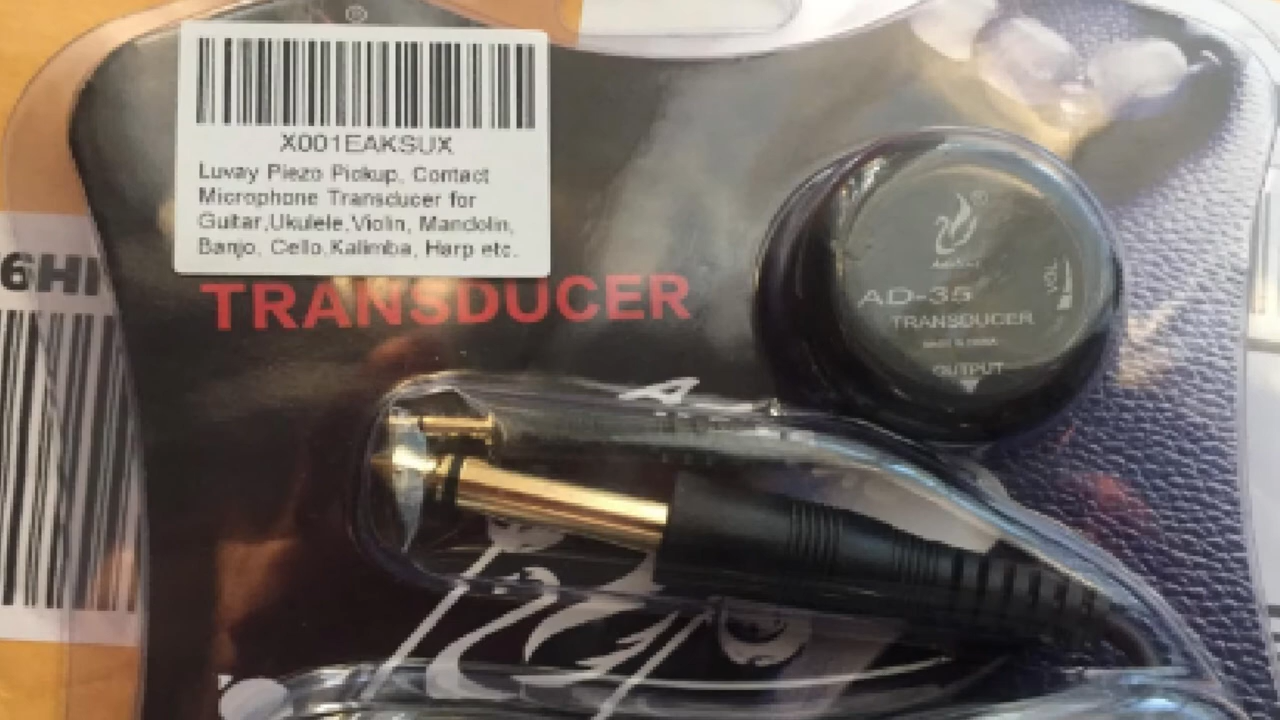 ®
X001EAKSUX
Luvay Piezo Pickup, Contact
Microphone Transducer for
Guitar,Ukulele,Violin, Mandolin,
Banjo, Cello,Kalimba, Harp etc.
6H
TRANSDUCER
®
VOL
AD-35
TRANSDUCER
MADE IN CHINA
OUTPUT